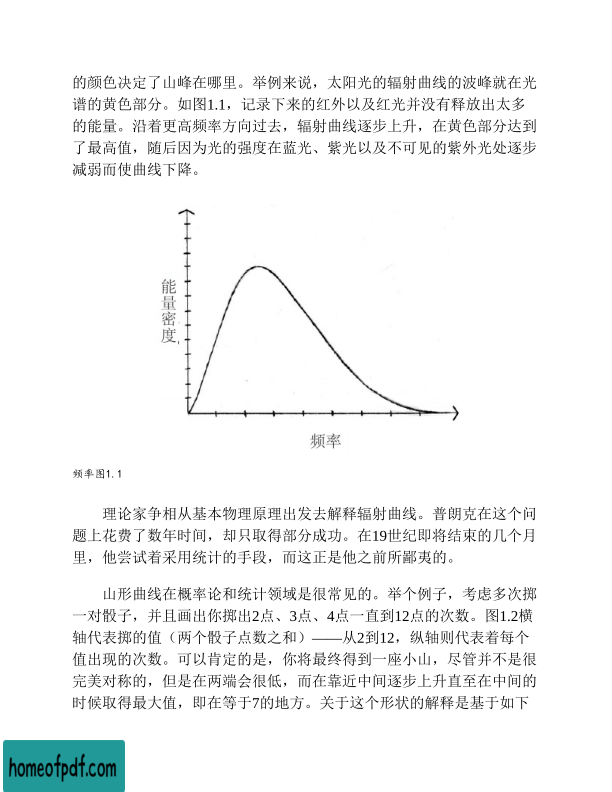 的颜色决定了山峰在哪里。举例来说，太阳光的辐射曲线的波峰就在光
谱的黄色部分。如图1.1，记录下来的红外以及红光并没有释放出太多
的能量。沿着更高频率方向过去，辐射曲线逐步上升，在黄色部分达到
了最高值，随后因为光的强度在蓝光、紫光以及不可见的紫外光处逐步
减弱而使曲线下降。
能量密度
频率
频率图1.1
理论家争相从基本物理原理出发去解释辐射曲线。普朗克在这个问
题上花费了数年时间，却只取得部分成功。在19世纪即将结束的几个月
里，他尝试着采用统计的手段，而这正是他之前所鄙夷的。
山形曲线在概率论和统计领域是很常见的。举个例子，考虑多次掷
一对骰子，并且画出你掷出2点、3点、4点一直到12点的次数。图1.2横
轴代表掷的值（两个骰子点数之和）——从2到12，纵轴则代表着每个
值出现的次数。可以肯定的是，你将最终得到一座小山，尽管并不是很
完美对称的，但是在两端会很低，而在靠近中间逐步上升直至在中间的
时候取得最大值，即在等于7的地方。关于这个形状的解释是基于如下
homeofpdf.com